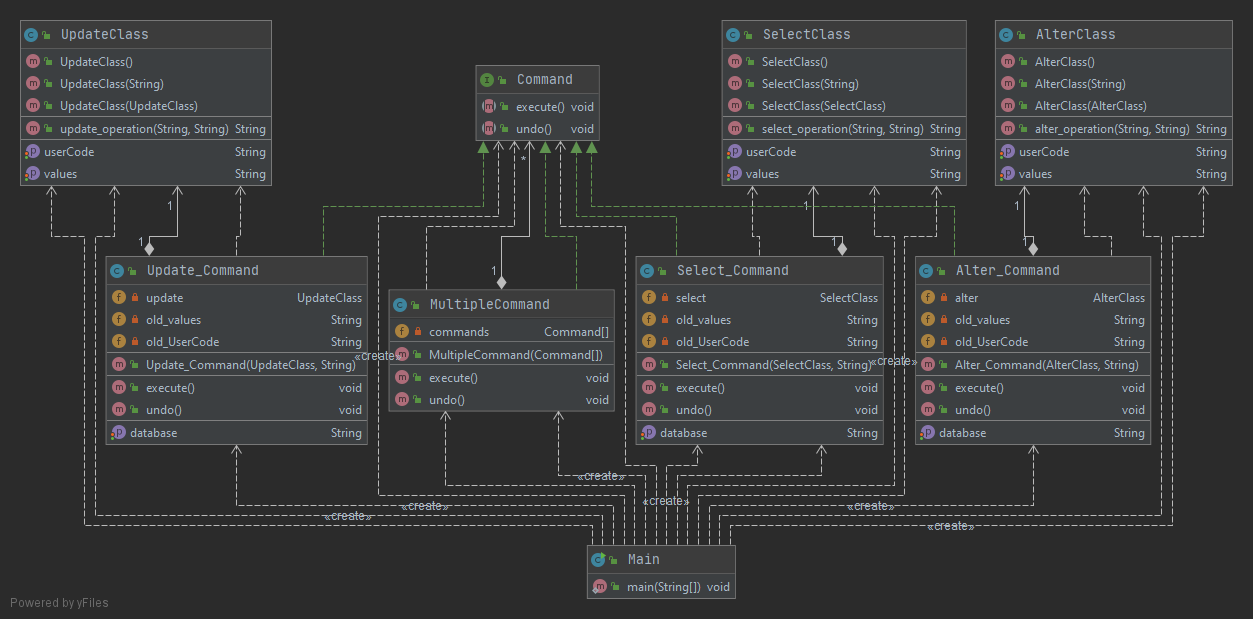 UpdateClass
UpdateClass()
UpdateClass(String)
UpdateClass(UpdateClass)
update_operation(String, String) String
userCode String
values String
Command
execute() void
undo() void
SelectClass
SelectClass()
SelectClass(String)
SelectClass(SelectClass)
select_operation(String, String) String
userCode String
values String
AlterClass
AlterClass()
AlterClass(String)
AlterClass(AlterClass)
alter_operation(String, String) String
userCode String
values String
1
1
*
1
1
1
1
1
Update_Command
update UpdateClass
old_values String
old_UserCode String
Update_Command(UpdateClass, String)
execute() void
undo() void
database String
«create»
MultipleCommand
commands Command[]
MultipleCommand(Command[])
execute() void
undo() void
Select_Command
select SelectClass
old_values String
old_UserCode String
Select_Command(SelectClass, String)
execute() void
undo() void
database String
«create»
Alter_Command
alter AlterClass
old_values String
old_UserCode String
Alter_Command(AlterClass, String)
execute() void
undo() void
database String
«create»
«create»
«create»
«create»
«create»
«create»
Main
main(String[]) void
Powered by yFiles